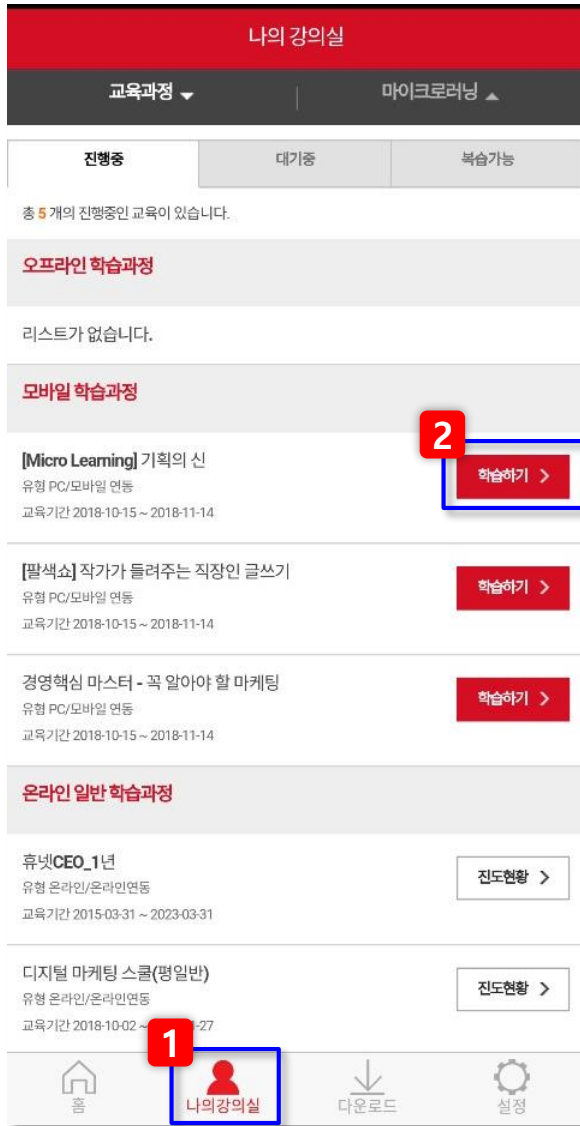 나의 강의실
교육과정 마이크로러닝
진행중 대기중 복습가능
총 5 개의 진행중인 교육이 있습니다.
오프라인 학습과정
리스트가 없습니다.
모바일 학습과정
2
[Micro Learning] 기획의 신
학습하기
유형 PC/모바일 연동
교육기간 2018-10-15 ~ 2018-11-14
[팔색쇼] 작가가 들려주는 직장인 글쓰기
학습하기
유형 PC/모바일 연동
교육기간 2018-10-15 ~ 2018-11-14
경영핵심 마스터 - 꼭 알아야 할 마케팅
학습하기
유형 PC/모바일 연동
교육기간 2018-10-15 ~ 2018-11-14
온라인 일반 학습과정
휴넷CEO_1년
진도현황
유형 온라인/온라인연동
교육기간 2015-03-31 ~ 2023-03-31
디지털 마케팅 스쿨(평일반)
진도현황
유형 온라인/온라인연동
교육기간 2018-10-02 ~ 1-27
1
홈 나의강의실 다운로드 설정